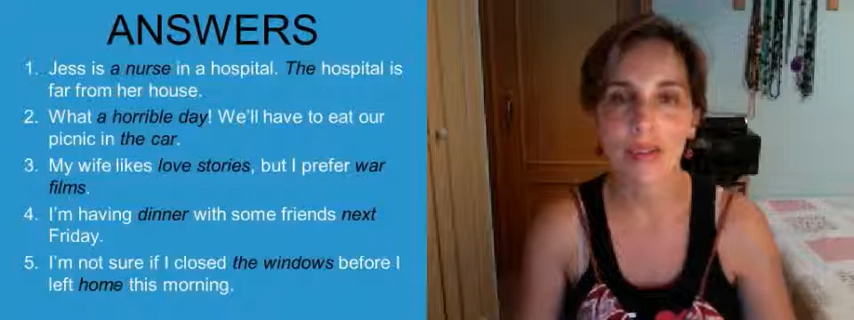 ANSWERS
1. Jess is a nurse in a hospital. The hospital is
far from her house.
2. What a horrible day! We'll have to eat our
picnic in the car.
3. My wife likes love stories, but I prefer war
films.
4. I'm having dinner with some friends next
Friday.
5. I'm not sure if I closed the windows before I
left home this morning.